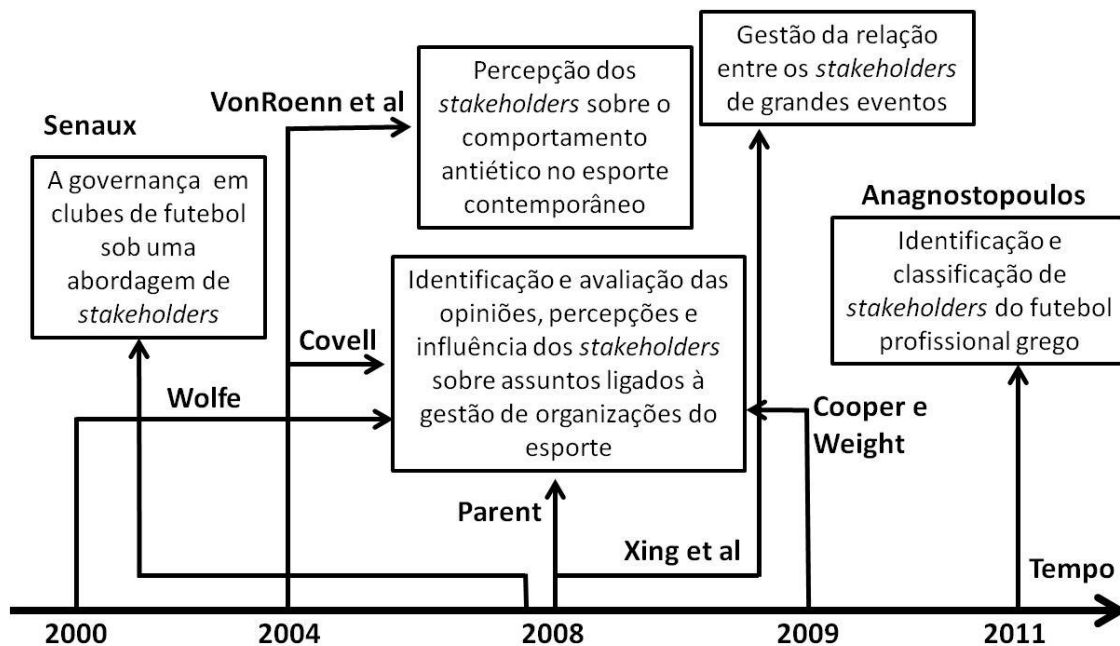 Senaux
A governança em
clubes de futebol
sob uma
abordagem de
stakeholders
VonRoenn et al
Percepção dos
stakeholders sobre o
comportamento
antiético no esporte
contemporâneo
Gestão da relação
entre os stakeholders
de grandes eventos
Anagnostopoulos
Identificação e
classificação de
stakeholders do futebol
profissional grego
Covell
Wolfe
Identificação e avaliação das
opiniões, percepções e
influência dos stakeholders
sobre assuntos ligados à
gestão de organizações do
esporte
Cooper e
Weight
Parent
Xing et al
Tempo
2000
2004
2008
2009
2011